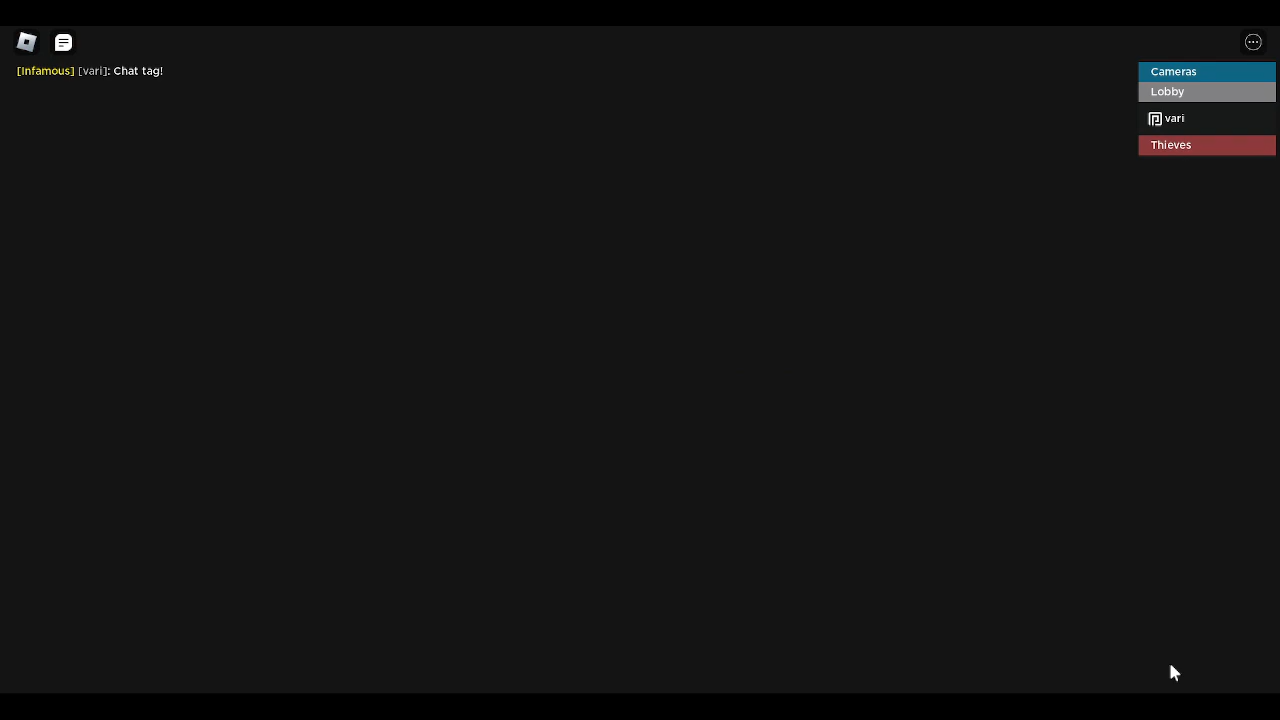 [Infamous] [vari]: Chat tag!
Cameras
Lobby
vari
Thieves